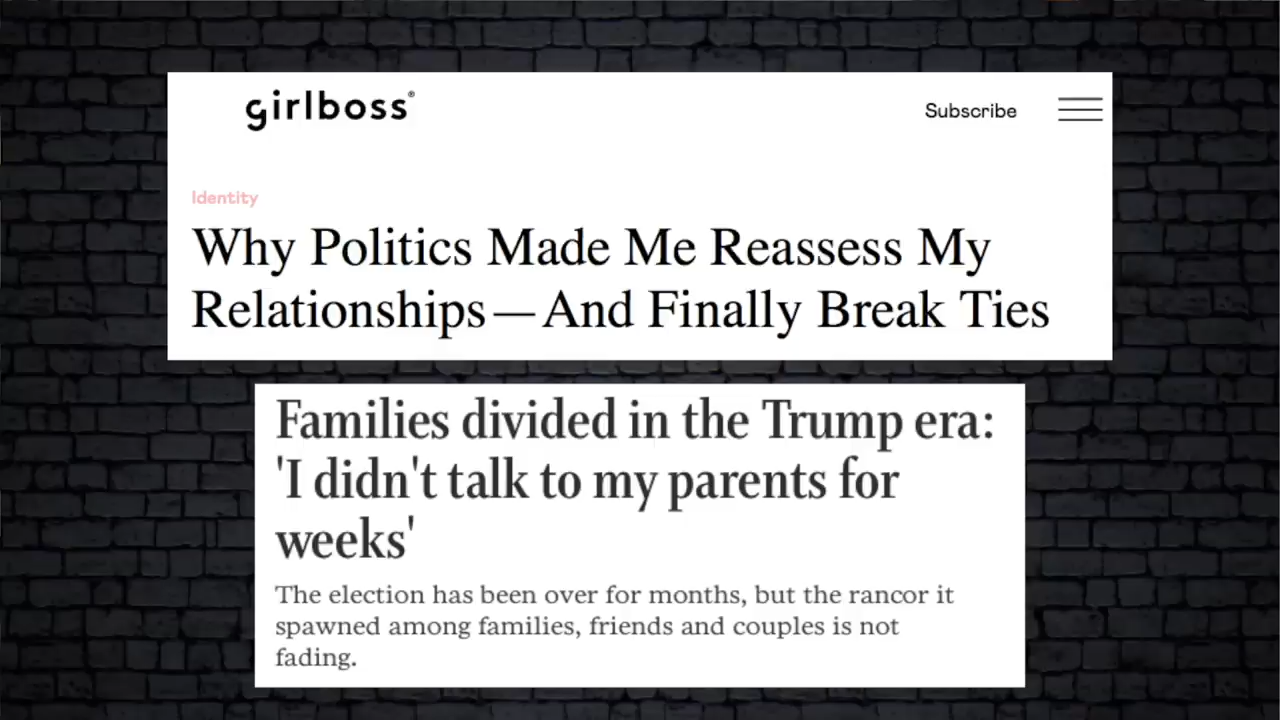 girlboss®
Subscribe
Identity
Why Politics Made Me Reassess My
Relationships—And Finally Break Ties
Families divided in the Trump era:
'I didn't talk to my parents for
weeks'
The election has been over for months, but the rancor it
spawned among families, friends and couples is not
fading.